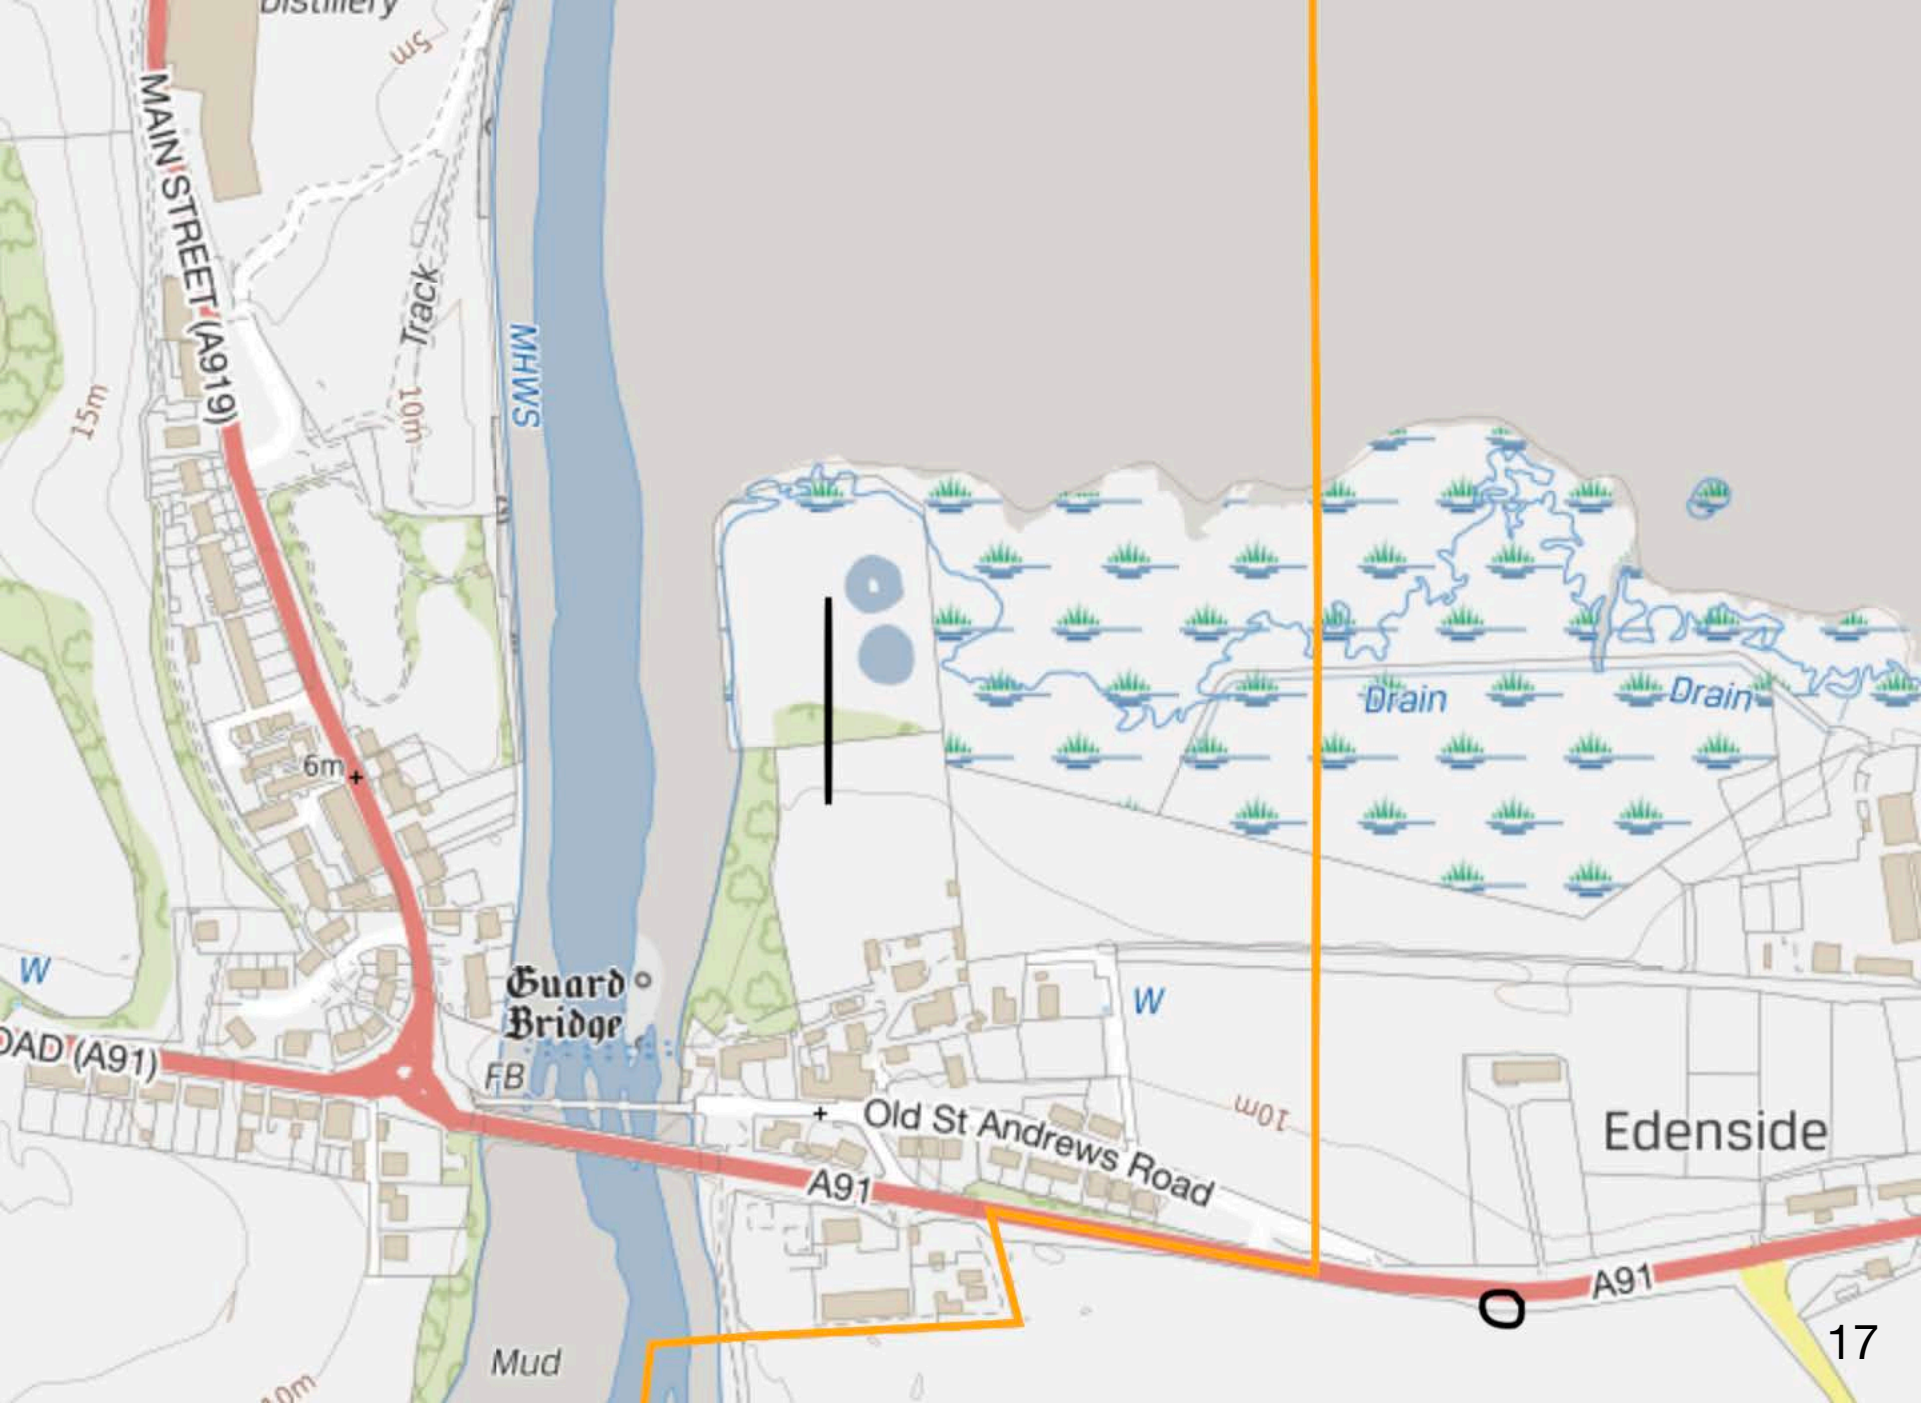 Distillery
5m
MAIN STREET (A919)
Track
MHWS
15m
10m
Drain
Drain
6m
W
Guard
Bridge
W
OAD (A91)
FB
Old St Andrews Road
10m
Edenside
A91
A91
17
Mud
10m